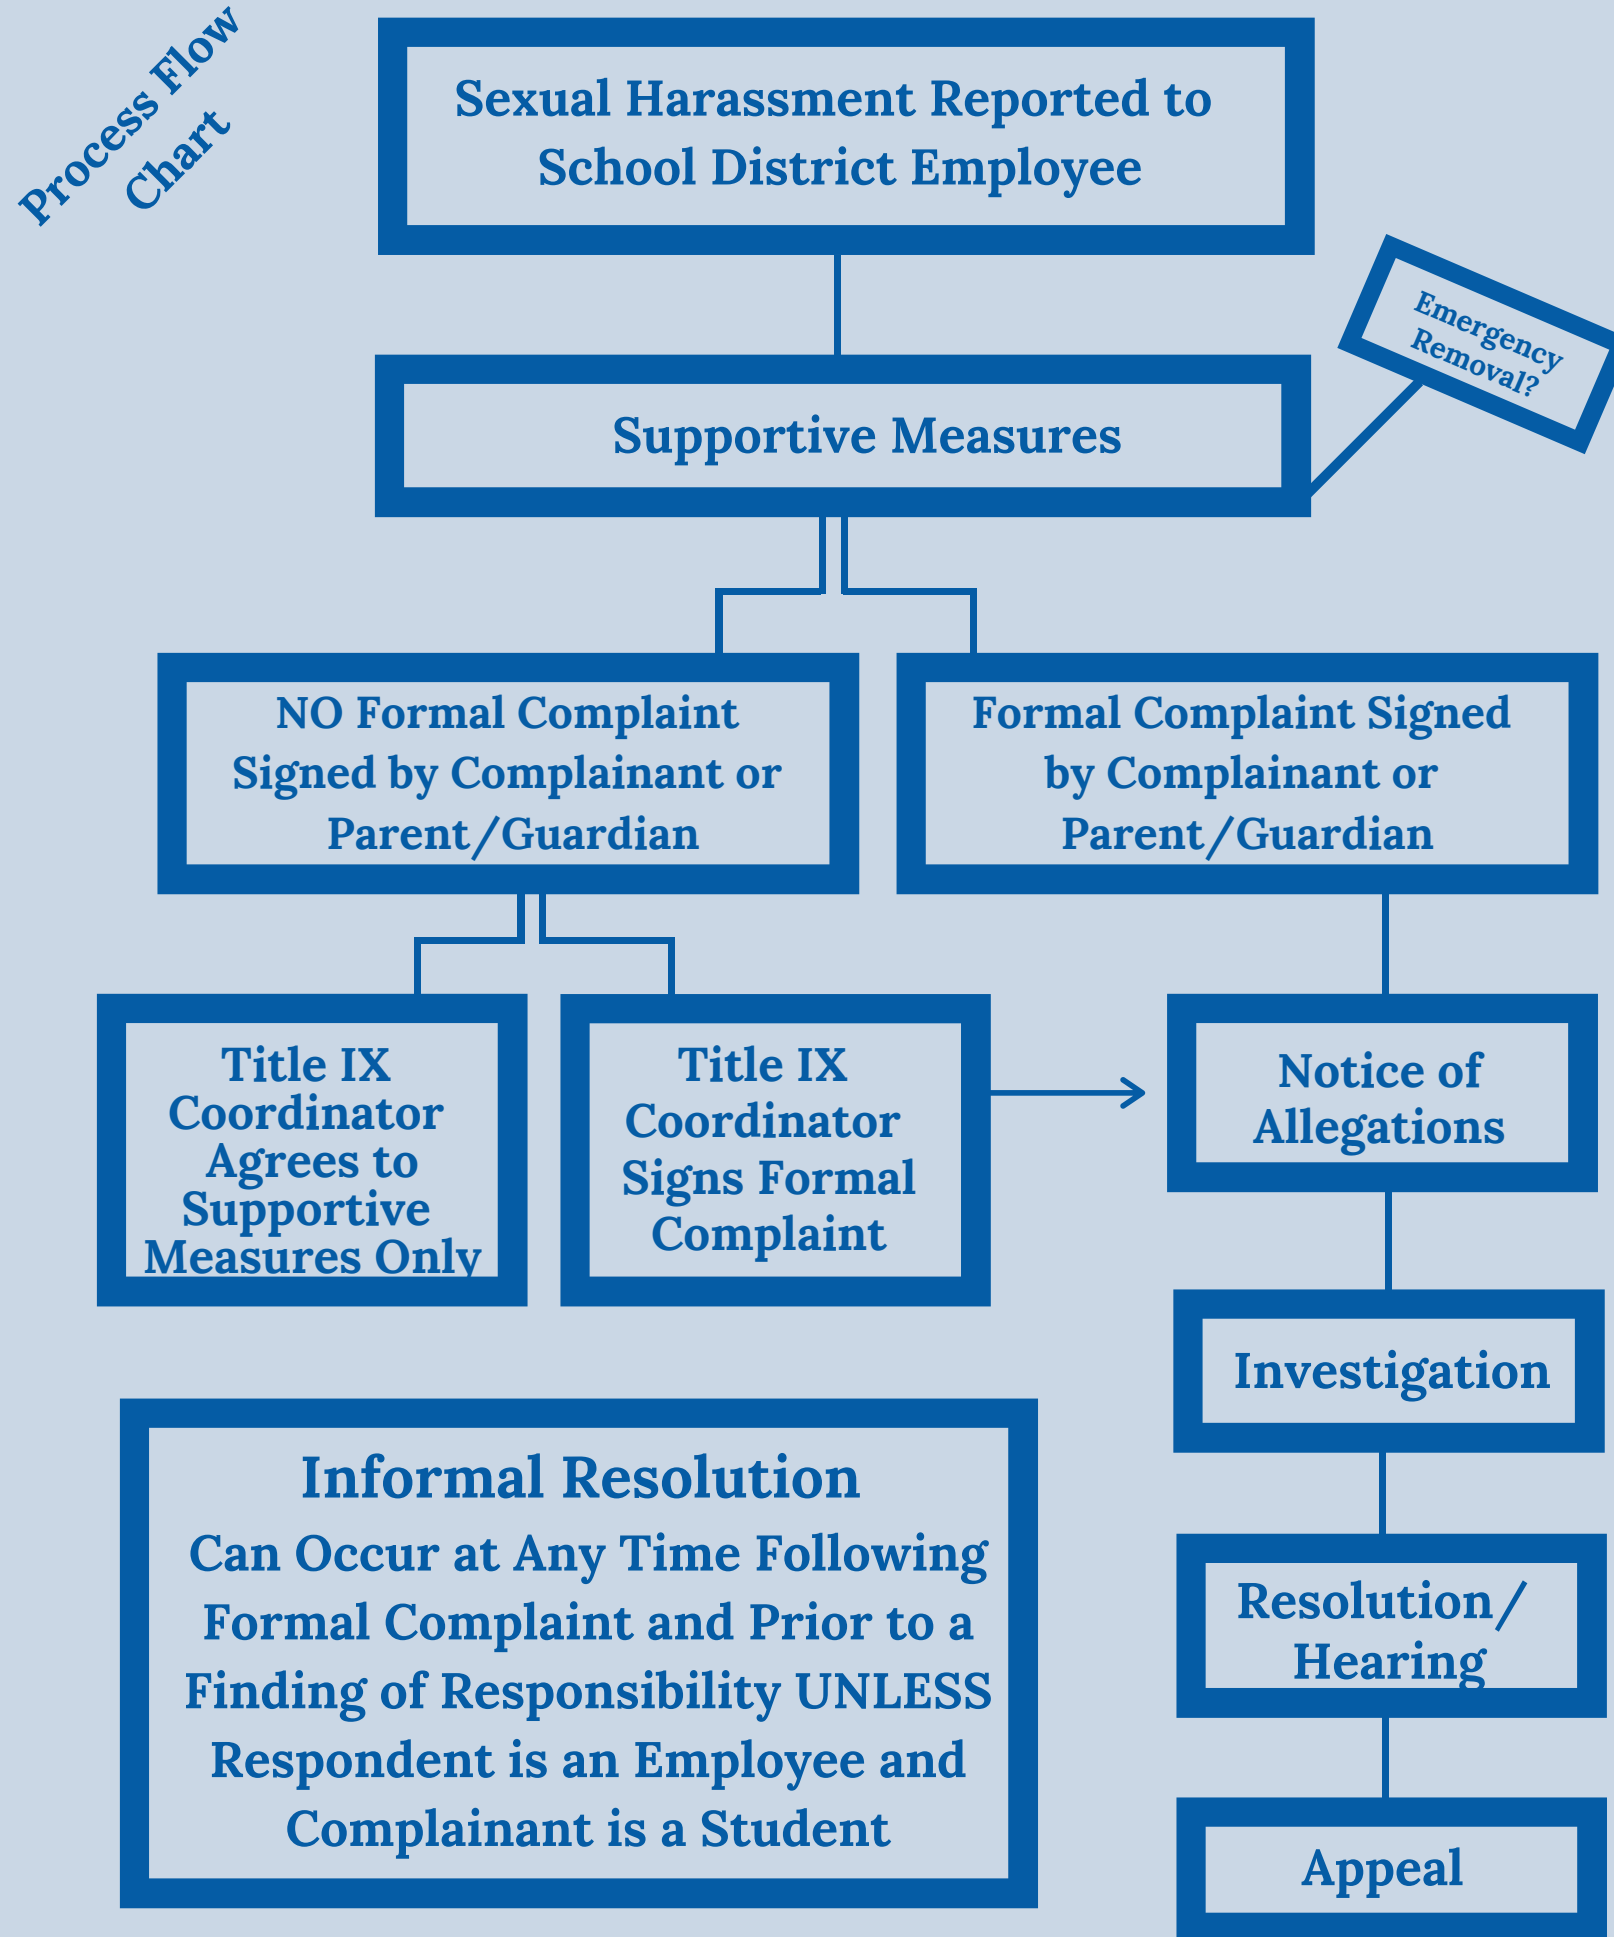 Process Flow
Chart
Sexual Harassment Reported to
School District Employee
Emergency
Removal?
Supportive Measures
NO Formal Complaint
Signed by Complainant or
Parent/Guardian
Formal Complaint Signed
by Complainant or
Parent/Guardian
Title IX
Coordinator
Agrees to
Supportive
Measures Only
Title IX
Coordinator
Signs Formal
Complaint
Notice of
Allegations
Investigation
Informal Resolution
Can Occur at Any Time Following
Formal Complaint and Prior to a
Finding of Responsibility UNLESS
Respondent is an Employee and
Complainant is a Student
Resolution/
Hearing
Appeal